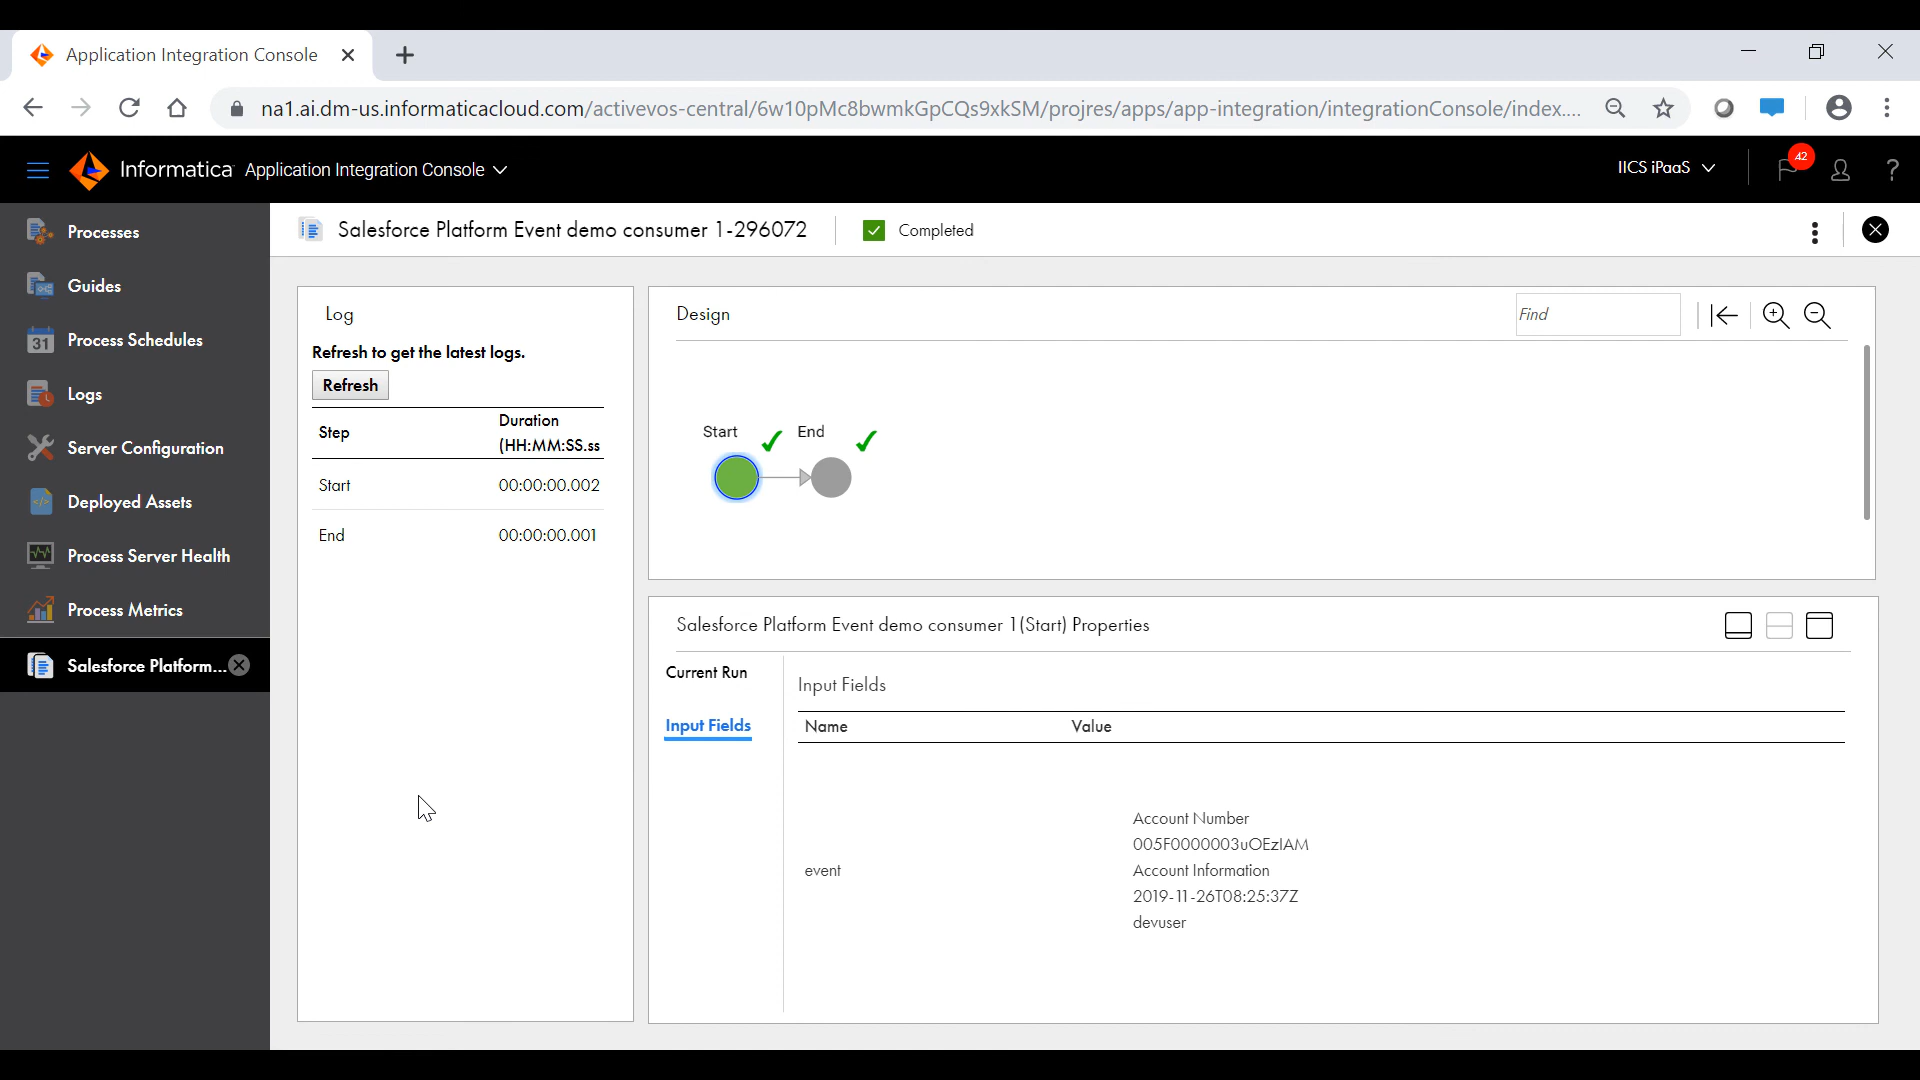 Application Integration Console
na1.ai.dm-us.informaticacloud.com/activevos-central/6w10pMc8bwmkGpCQs9xkSM/projres/apps/app-integration/integrationConsole/index....
Informatica Application Integration Console
IICS iPaaS
42
?
Processes
Guides
31
Process Schedules
Logs
Server Configuration
Deployed Assets
Process Server Health
Process Metrics
Salesforce Platform...
Salesforce Platform Event demo consumer 1-296072
Completed
Log
Refresh to get the latest logs.
Refresh
Step
Duration
(HH:MM:SS.ss
Start 00:00:00.002
End 00:00:00.001
Design
Find
Start
End
Salesforce Platform Event demo consumer 1(Start) Properties
Current Run
Input Fields
Input Fields
Name Value
event
Account Number
005F0000003uOEzIAM
Account Information
2019-11-26T08:25:37Z
devuser